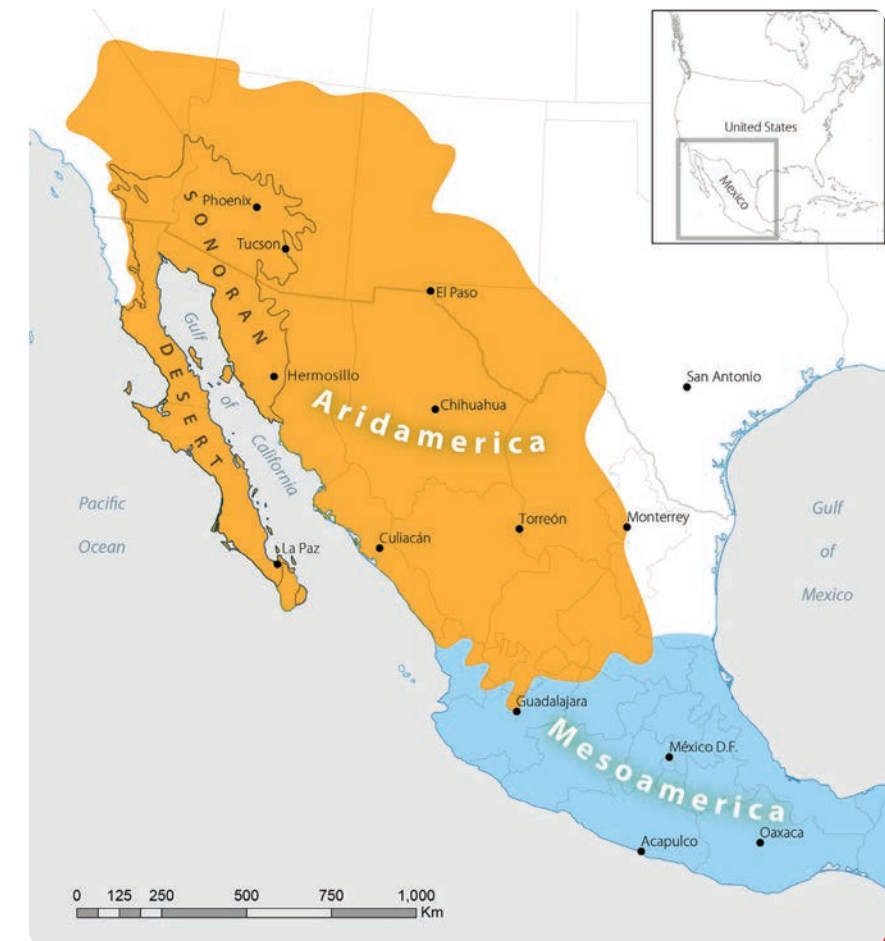 United States
Mexico
Phoenix
Tucson
SONORAN
DESERT
El Paso
Gulf
of
California
Hermosillo
San Antonio
Chihuahua
Aridamerica
Pacific
Ocean
Culiacán
Torreón
Monterrey
Gulf
of
Mexico
La Paz
Guadalajara
México D.F.
Mesoamerica
Acapulco
Oaxaca
0 125 250 500 750 1,000
Km